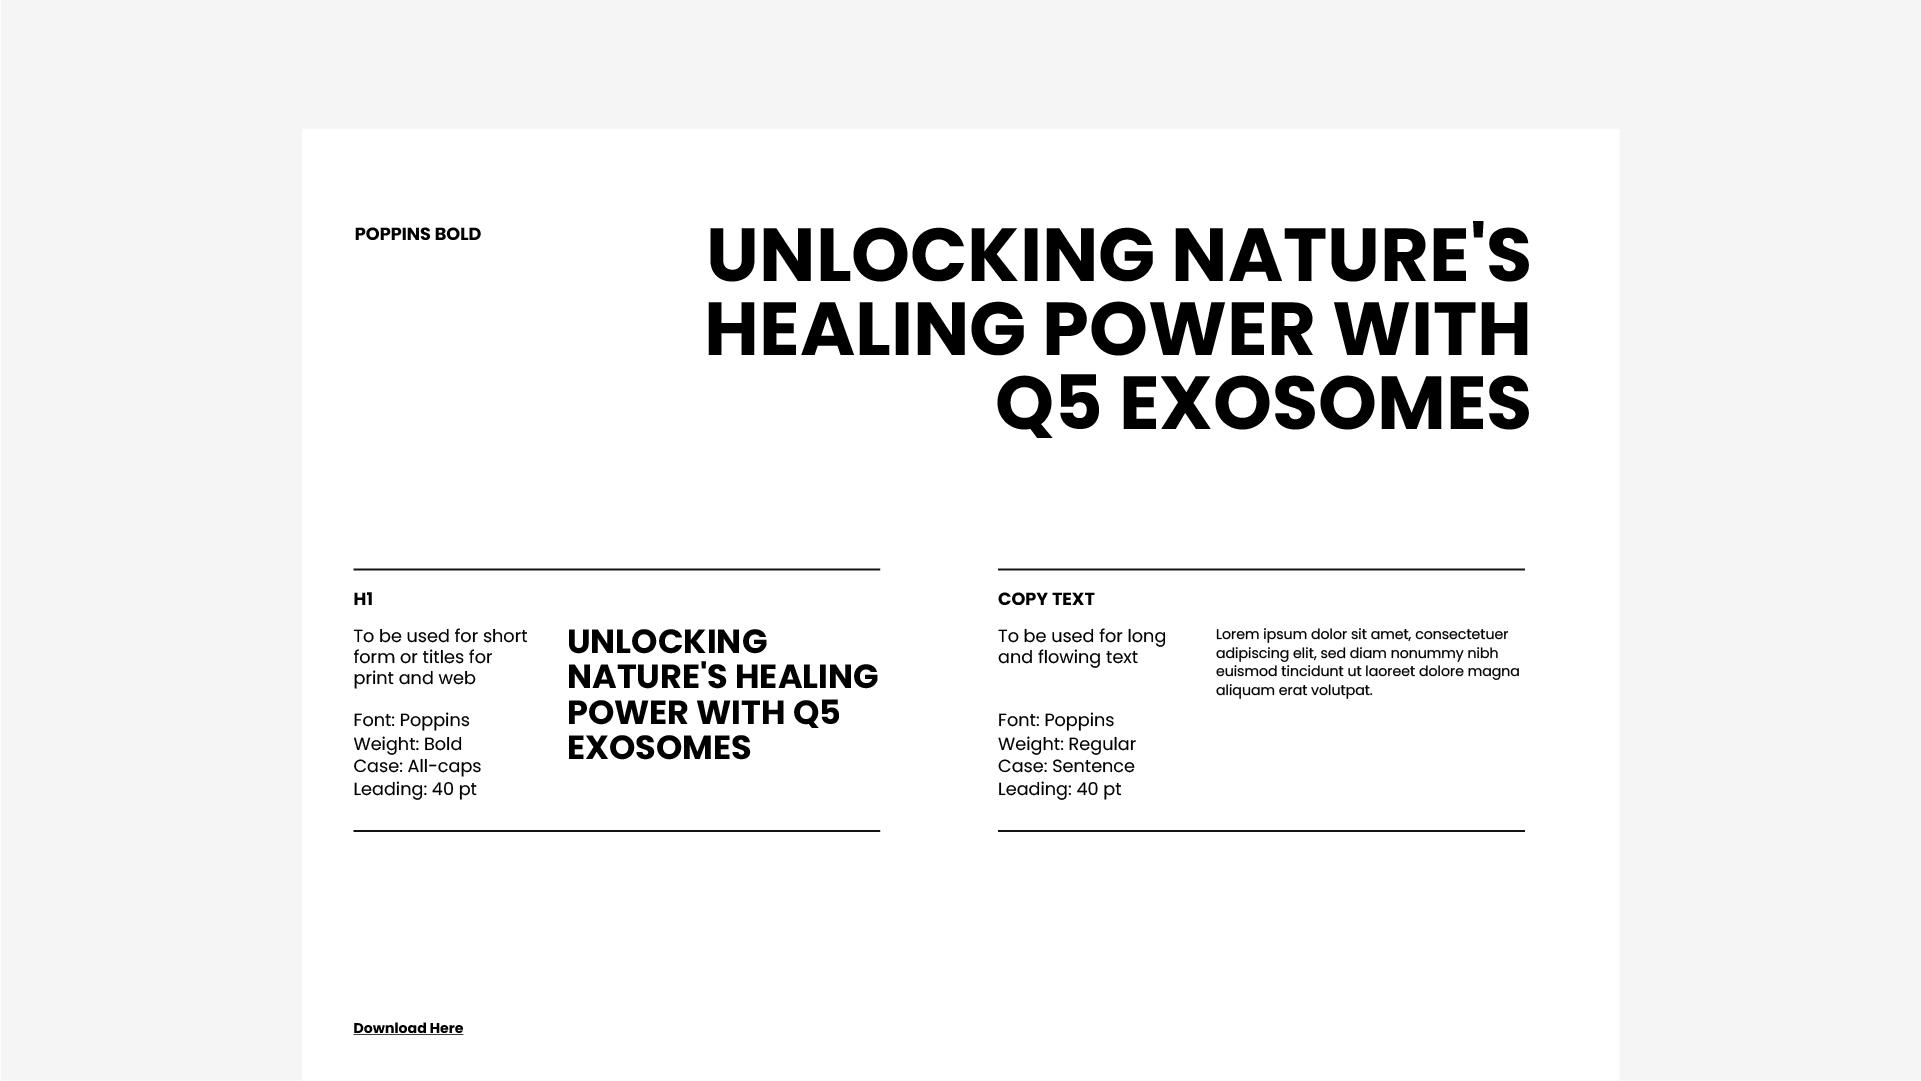 POPPINS BOLD
UNLOCKING NATURE'S
HEALING POWER WITH
Q5 EXOSOMES
H1
To be used for short
form or titles for
print and web
Font: Poppins
Weight: Bold
Case: All-caps
Leading: 40 pt
UNLOCKING
NATURE'S HEALING
POWER WITH Q5
EXOSOMES
COPY TEXT
To be used for long
and flowing text
Font: Poppins
Weight: Regular
Case: Sentence
Leading: 40 pt
Lorem ipsum dolor sit amet, consectetuer
adipiscing elit, sed diam nonummy nibh
euismod tincidunt ut laoreet dolore magna
aliquam erat volutpat.
Download Here